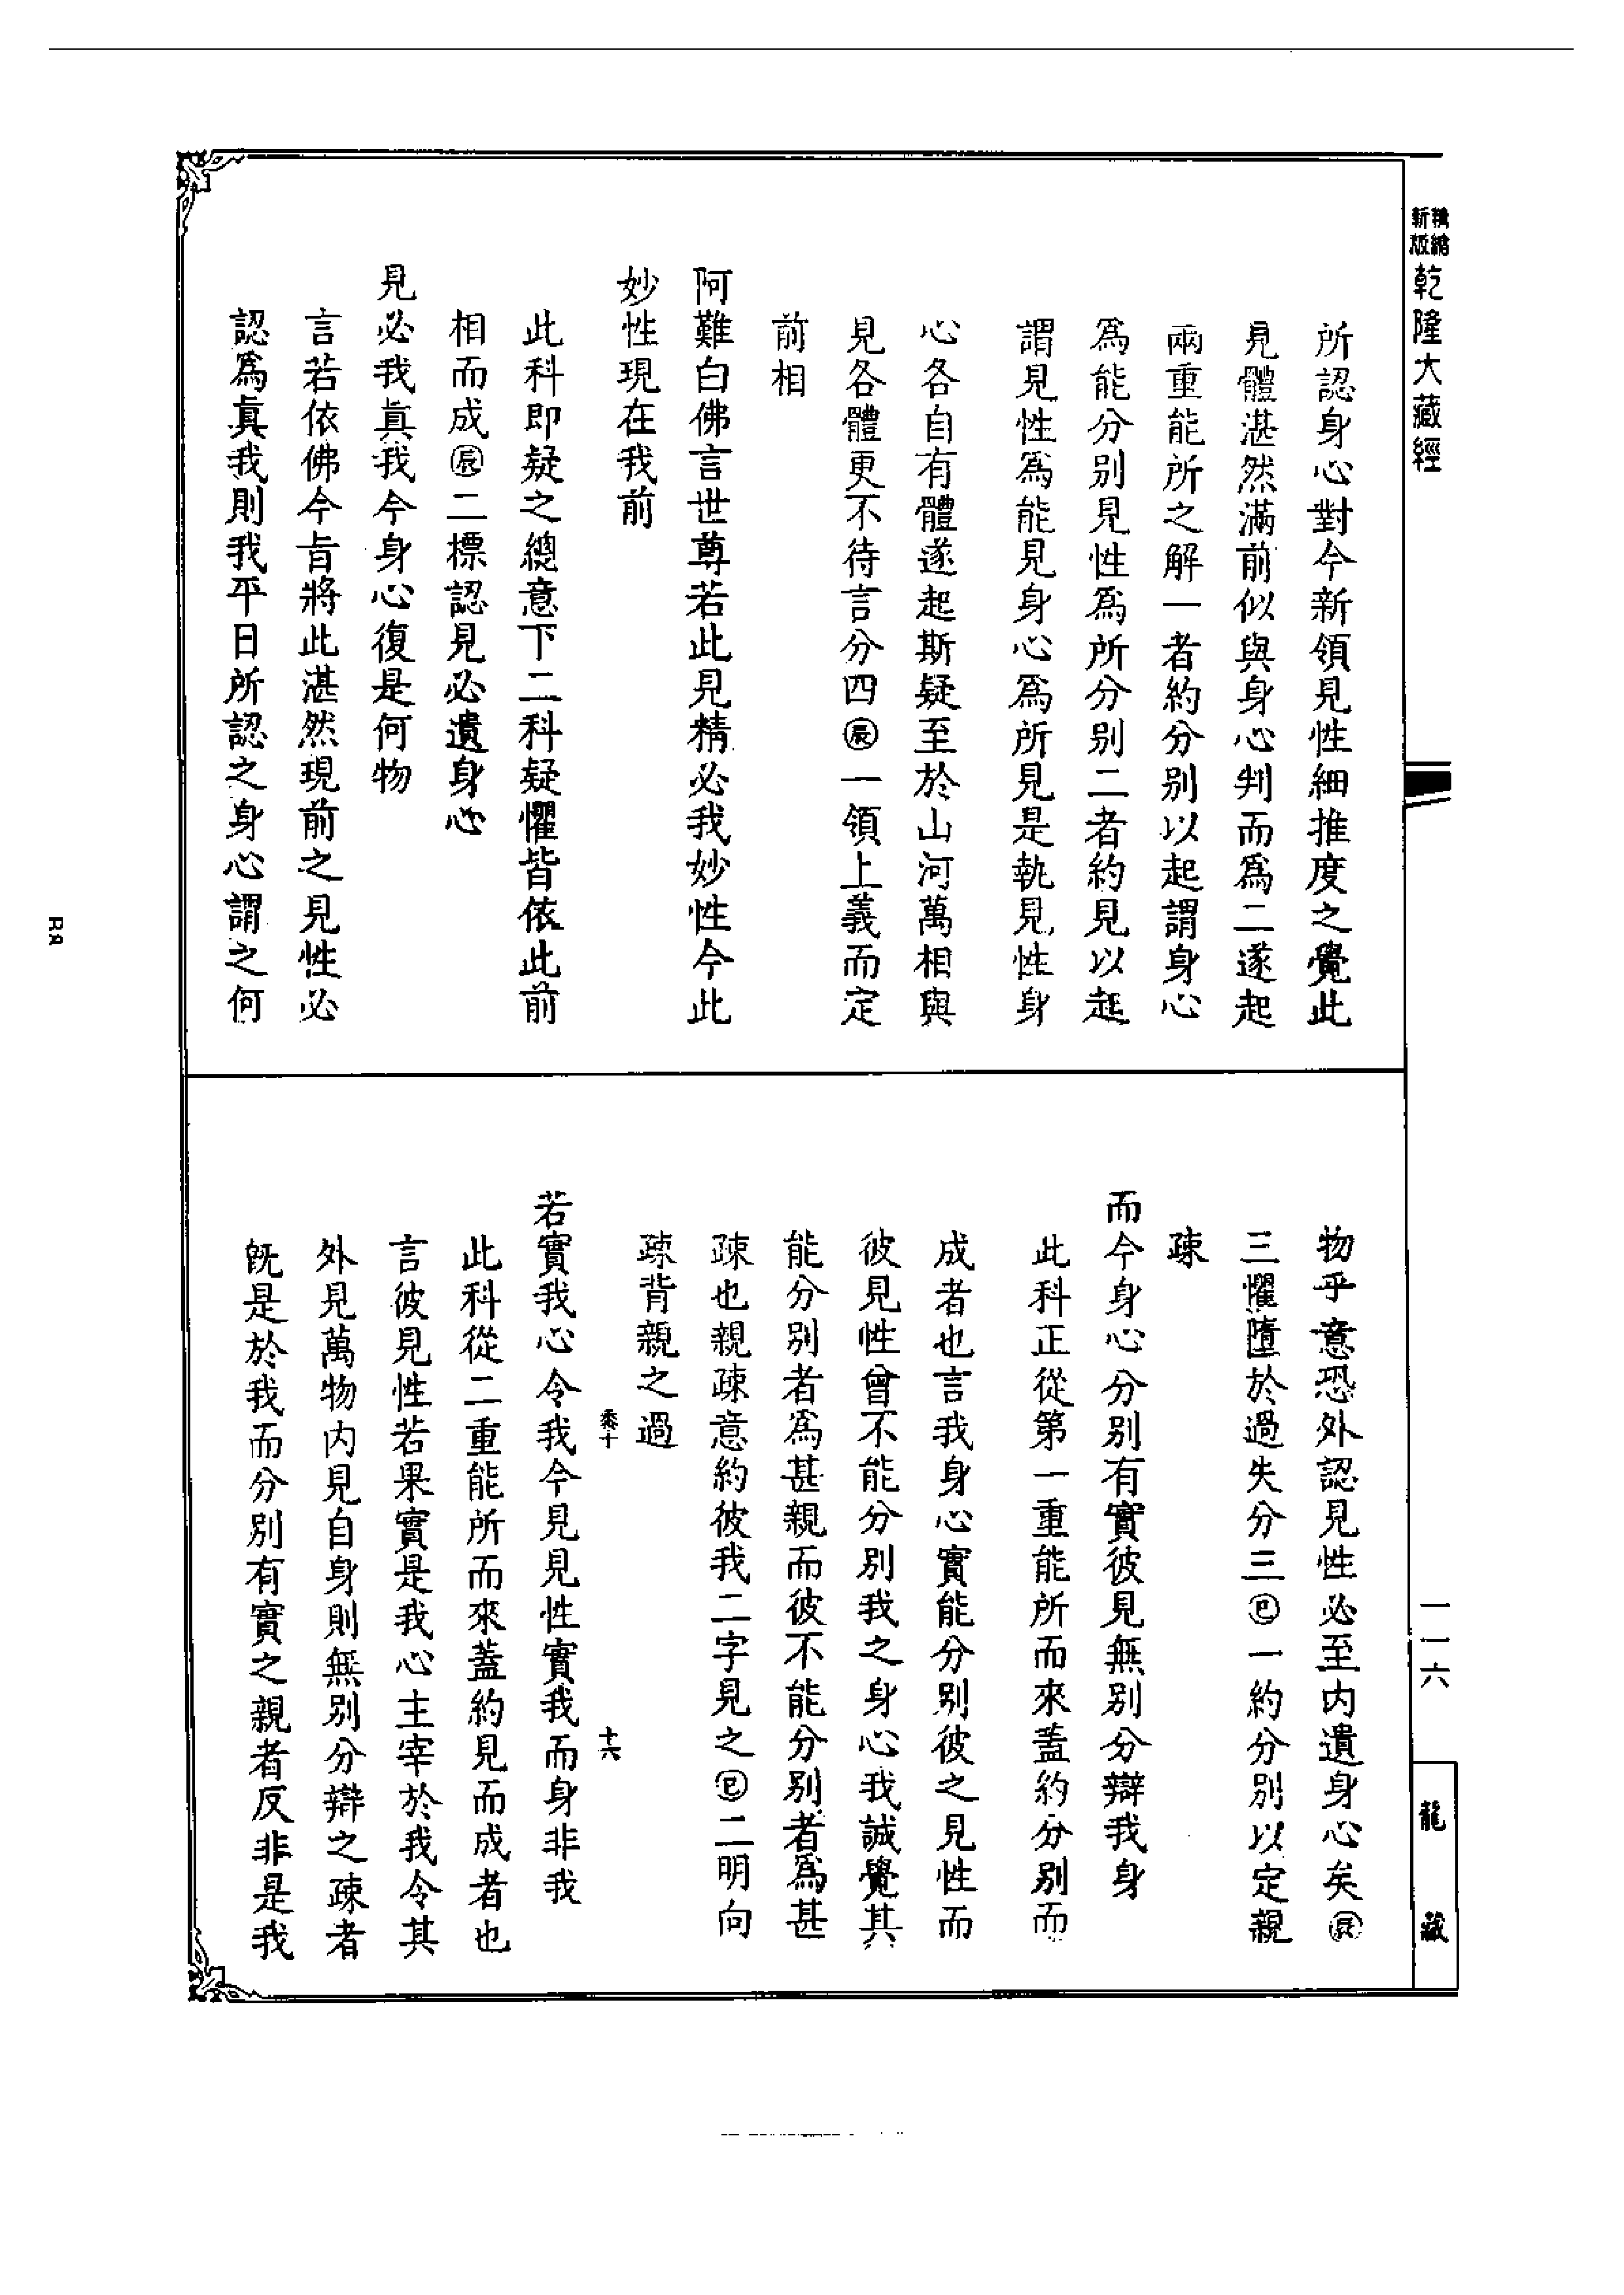 新版
精縮
乾隆大藏經
所認身心對今新領見性細推度之覺此
見體湛然滿前似與身心判而爲二遂起
兩重能所之解一者約分別以起謂身心
爲能分別見性爲所分別二者約見以起
謂見性爲能見身心爲所見是執見性身
心各自有體遂起斯疑至於山河萬相與
見各體更不待言分四㊋一領上義而定
前相
阿難白佛言世尊若此見精必我妙性今此
妙性現在我前
此科即疑之總意下二科疑懼皆依此前
相而成辰二標認見必遺身心
見必我真我今身心復是何物
言若依佛今旨將此湛然現前之見性必
認爲真我則我平日所認之身心謂之何
物乎意恐外認見性必至內遺身心矣辰
三懼墮於過失分三巳一約分別以定親
疎
而今身心分別有實彼見無別分辯我身
此科正從第一重能所而來蓋約分別而
成者也言我身心實能分別彼之見性而
彼見性曾不能分別我之身心我誠覺其
能分別者爲甚親而彼不能分別者爲甚
疎也親疎意約彼我二字見之巳二明向
疎背親之過
若實我心令我今見見性實我而身非我
此科從二重能所而來蓋約見而成者也
言彼見性若果實是我心主宰於我令其
外見萬物內見自身則無別分辯之疎者
既是於我而分別有實之親者反非是我
十六
一一六
龍藏